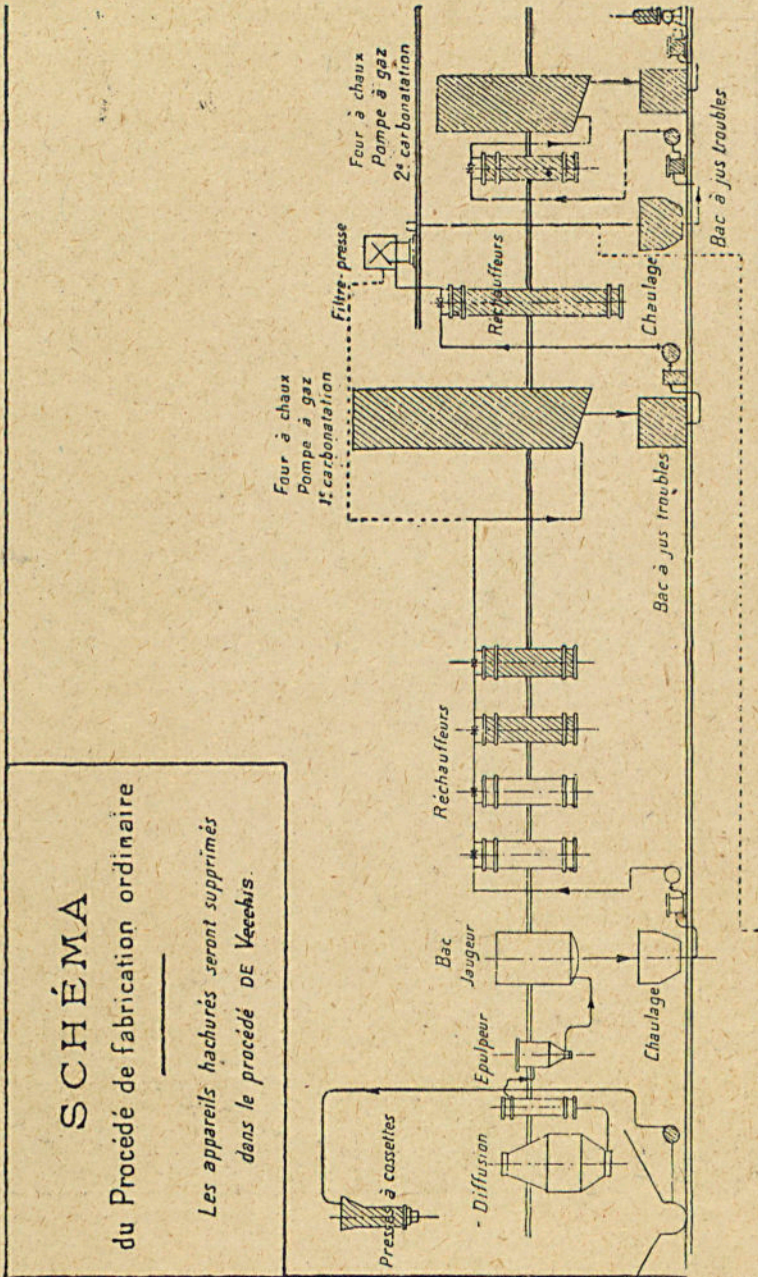 SCHÉMA
du Procédé de fabrication ordinaire
Les appareils hachurés seront supprimés
dans le procédé DE Vecchis.
Presses à cossettes
Diffusion
Epulpeur
Bac
Jaugeur
Chaulage
Réchauffeurs
Four à chaux
Pompe à gaz
1e carbonatation
Bac à jus troubles
Filtre-presse
Réchauffeurs
Chaulage
Four à chaux
Pompe à gaz
2e carbonatation
Bac à jus troubles